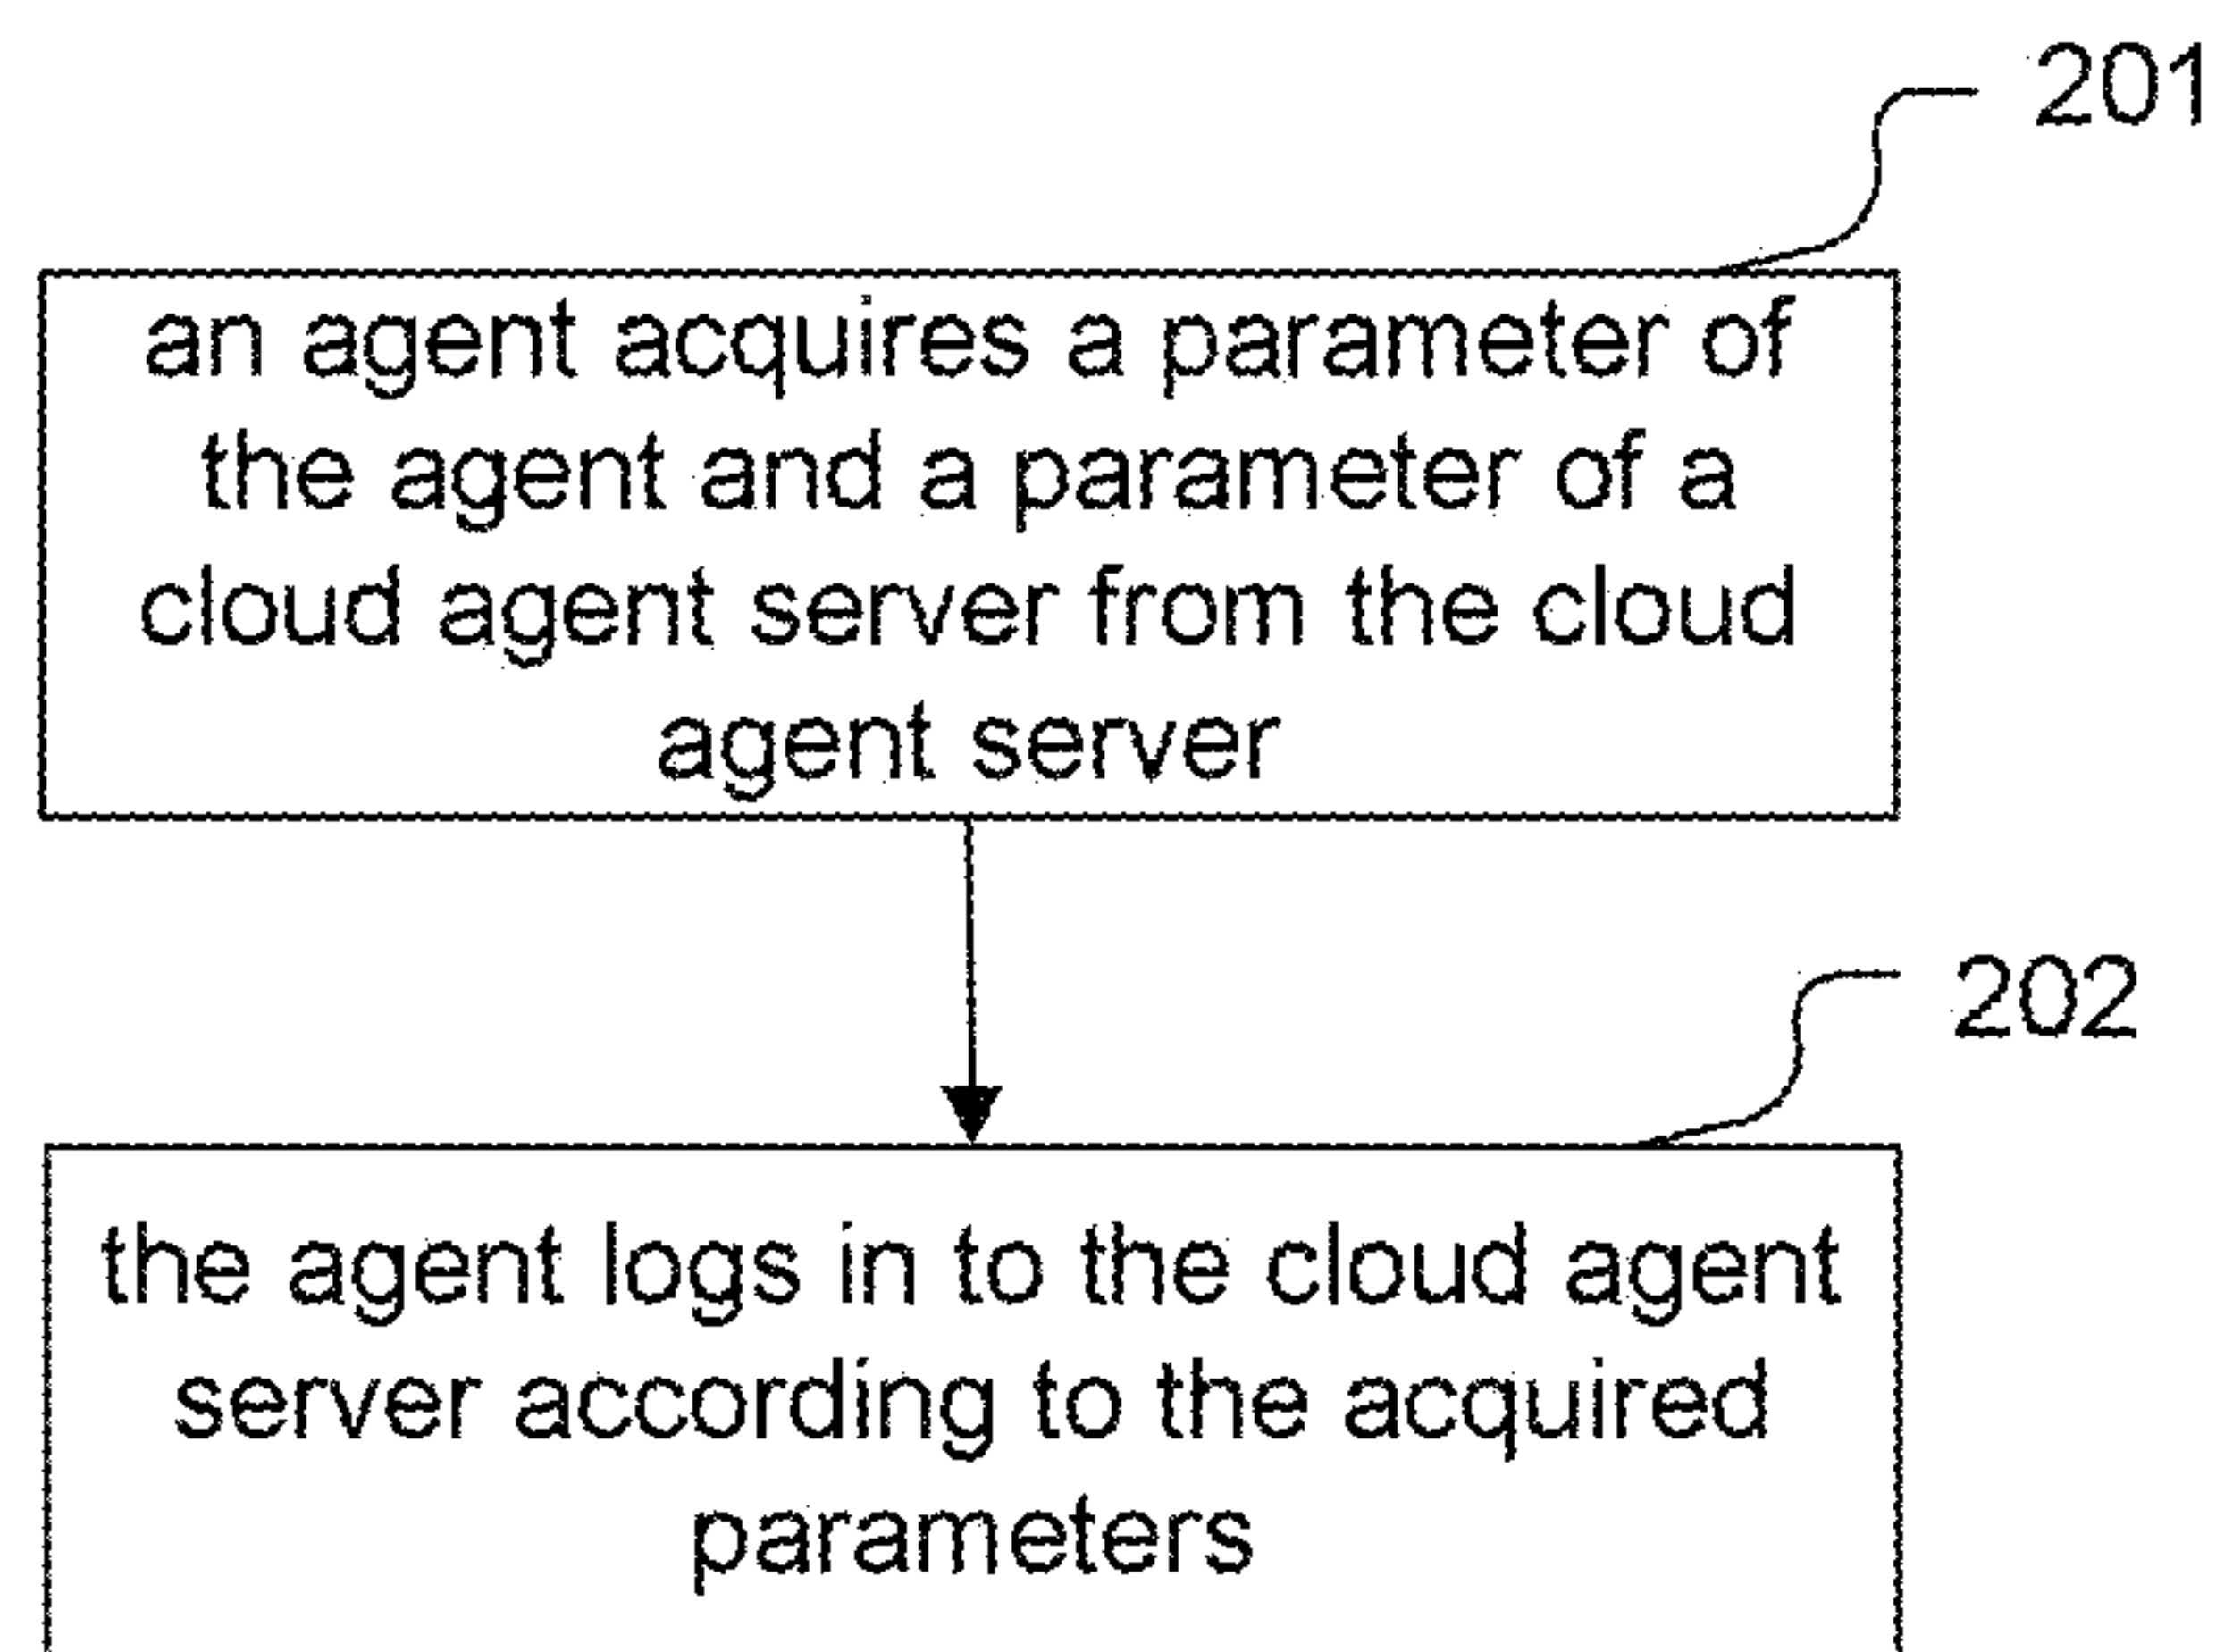 201
an agent acquires a parameter of
the agent and a parameter of a
cloud agent server from the cloud
agent server
202
the agent logs in to the cloud agent
server according to the acquired
parameters